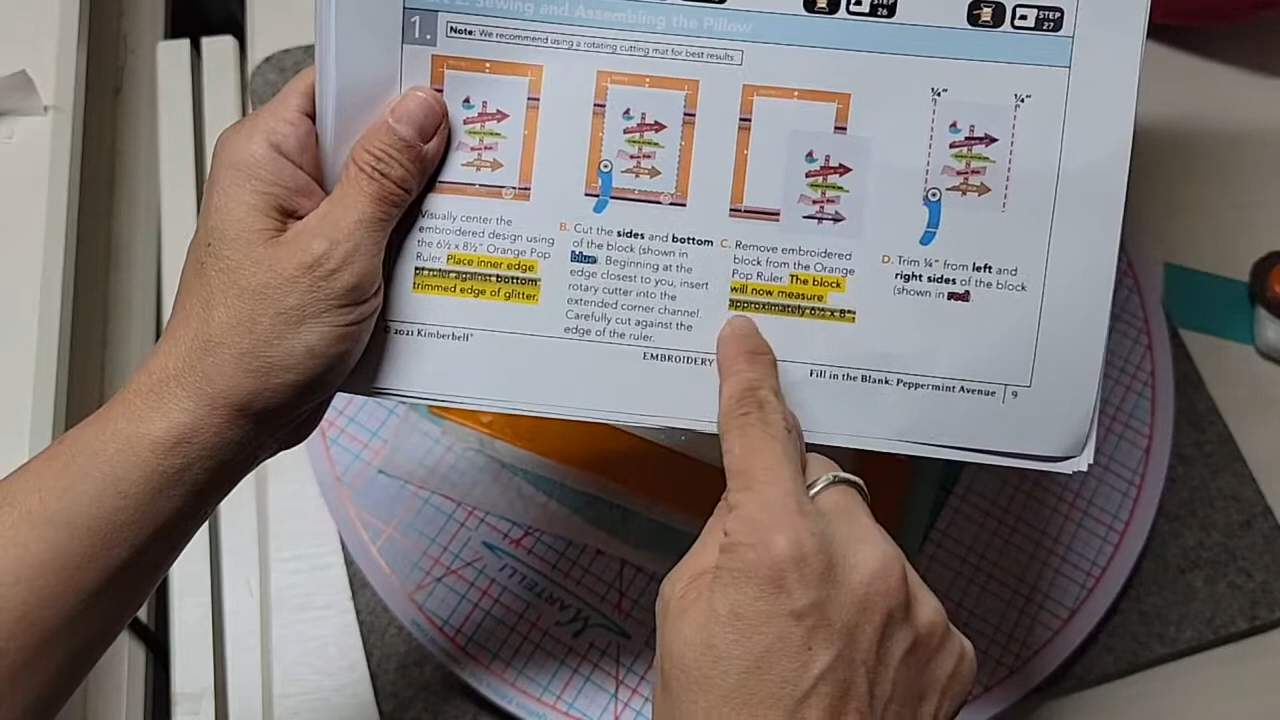 STEP
26
STEP
27
2: Sewing and Assembling the Pillow
1.
Note: We recommend using a rotating cutting mat for best results.
¼"
¼"
Visually center the
embroidered design using
the 6½ x 8½" Orange Pop
Ruler. Place inner edge
of ruler against bottom
trimmed edge of glitter.
B. Cut the sides and bottom
of the block (shown in
blue). Beginning at the
edge closest to you, insert
rotary cutter into the
extended corner channel.
Carefully cut against the
edge of the ruler.
C. Remove embroidered
block from the Orange
Pop Ruler. The block
will now measure
approximately 6½ x 8".
D. Trim ¼" from left and
right sides of the block
(shown in red)
© 2021 Kimberbell®
EMBROIDERY
Fill in the Blank: Peppermint Avenue | 9
MARTELLI